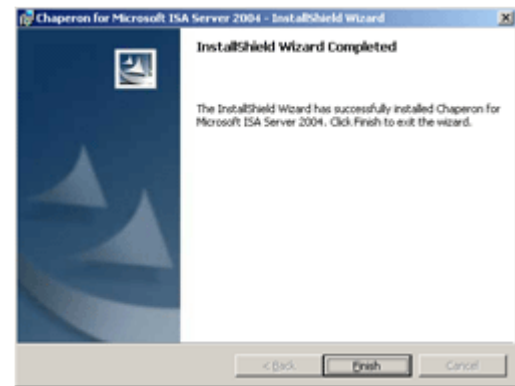 Chaperon for Microsoft ISA Server 2004 - InstallShield Wizard
InstallShield Wizard Completed
The InstallShield Wizard has successfully installed Chaperon for
Microsoft ISA Server 2004. Click Finish to exit the wizard.
< Back
Finish
Cancel